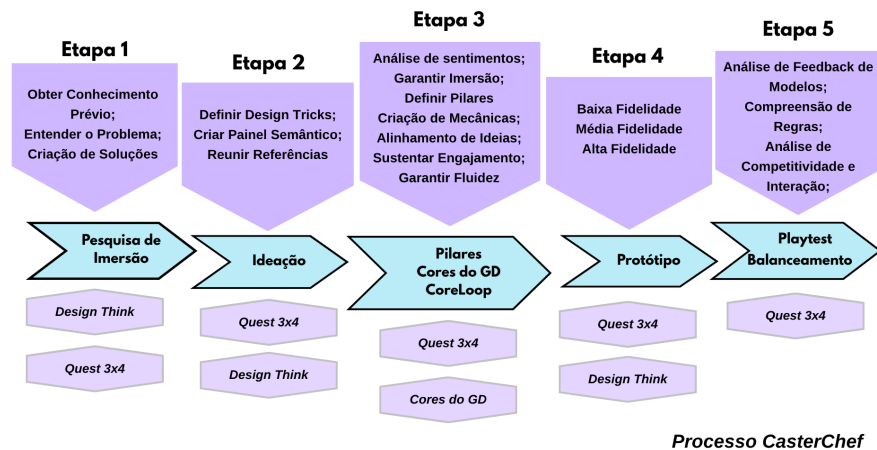 Etapa 1
Obter Conhecimento
Prévio;
Entender o Problema;
Criação de Soluções
Pesquisa de
Imersão
Design Think
Quest 3x4
Etapa 2
Definir Design Tricks;
Criar Painel Semântico;
Reunir Referências
Ideação
Quest 3x4
Design Think
Etapa 3
Análise de sentimentos;
Garantir Imersão;
Definir Pilares
Criação de Mecânicas;
Alinhamento de Ideias;
Sustentar Engajamento;
Garantir Fluidez
Pilares
Cores do GD
CoreLoop
Quest 3x4
Cores do GD
Etapa 4
Baixa Fidelidade
Média Fidelidade
Alta Fidelidade
Protótipo
Quest 3x4
Design Think
Etapa 5
Análise de Feedback de
Modelos;
Compreensão de
Regras;
Análise de
Competitividade e
Interação;
Playtest
Balanceamento
Quest 3x4
Processo CasterChef